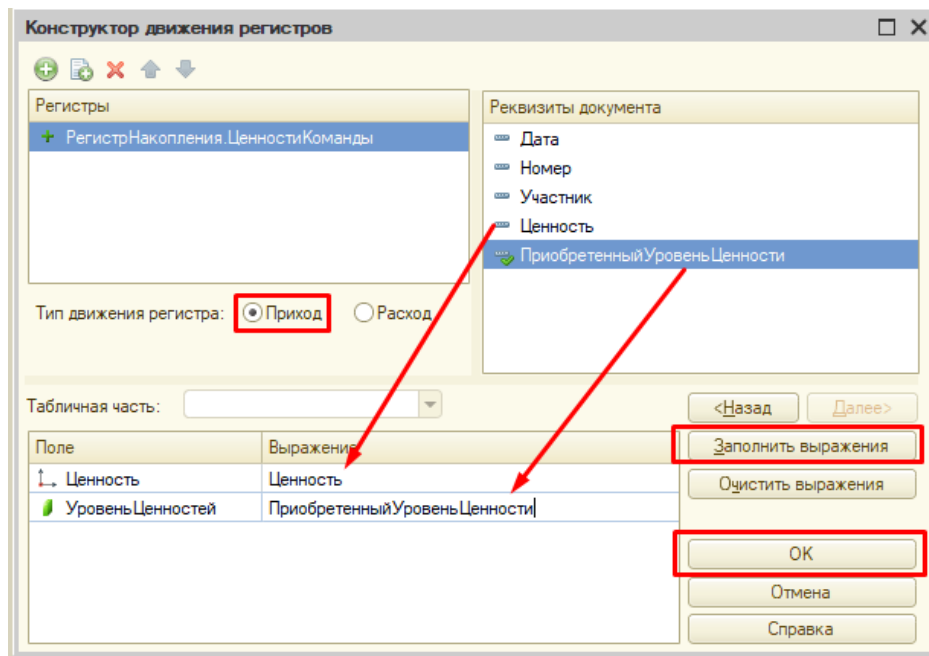 Конструктор движения регистров
Регистры
РегистрНакопления.ЦенностиКоманды
Реквизиты документа
Дата
Номер
Участник
Ценность
ПриобретенныйУровеньЦенности
Тип движения регистра: Приход Расход
Табличная часть:
<Назад Далее>
Поле Выражение
Ценность Ценность
УровеньЦенностей ПриобретенныйУровеньЦенности
Заполнить выражения
Очистить выражения
OK
Отмена
Справка